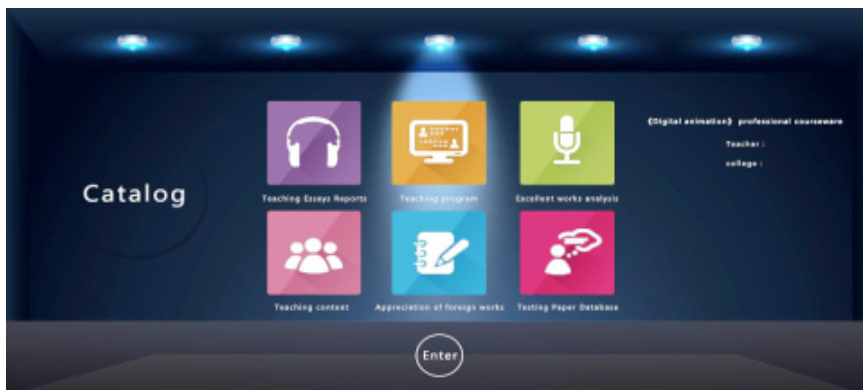 Catalog
Teaching Essays Reports
Teaching program
Excellent works analysis
Teaching content
Appreciation of foreign works
Testing Paper Database
《Digital animation》 professional courseware
Teacher :
college :
Enter